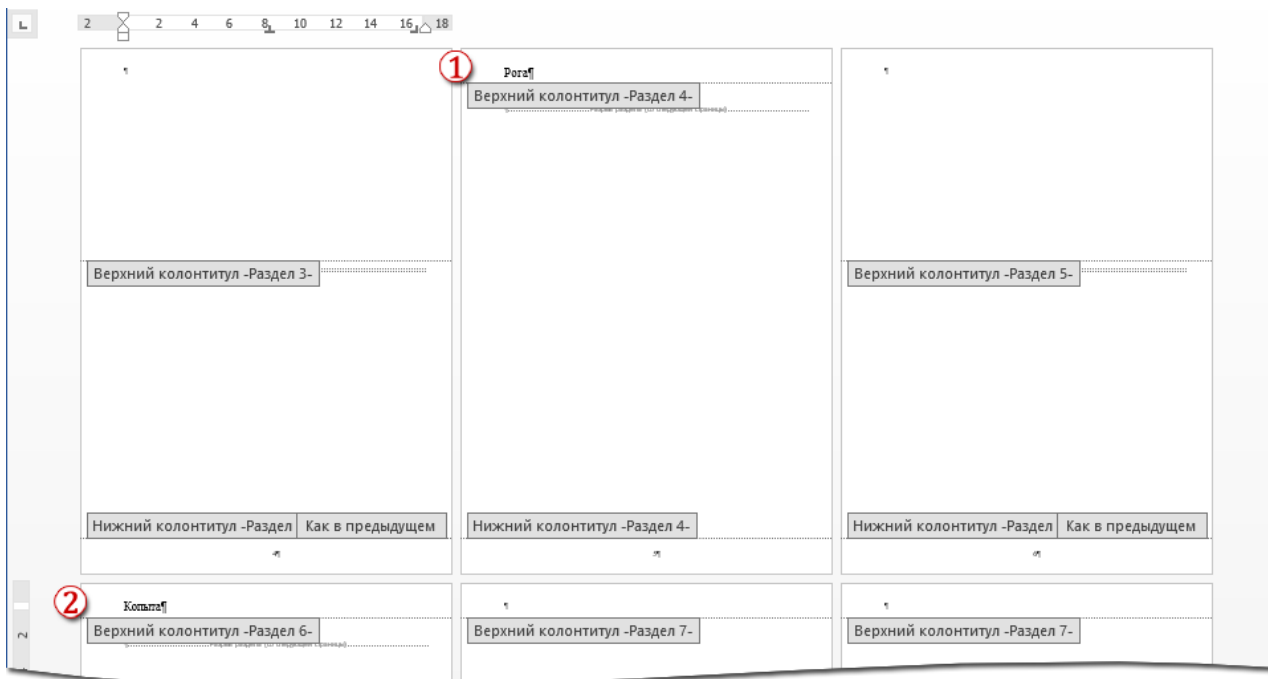 2 2 4 6 8 10 12 14 16 18
¶ ① Рога¶ ¶
Верхний колонтитул -Раздел 4-
Верхний колонтитул -Раздел 3- Верхний колонтитул -Раздел 5-
Нижний колонтитул -Раздел Как в предыдущем Нижний колонтитул -Раздел 4- Нижний колонтитул -Раздел Как в предыдущем
② Копыта¶ ¶ ¶
Верхний колонтитул -Раздел 6- Верхний колонтитул -Раздел 7- Верхний колонтитул -Раздел 7-
2